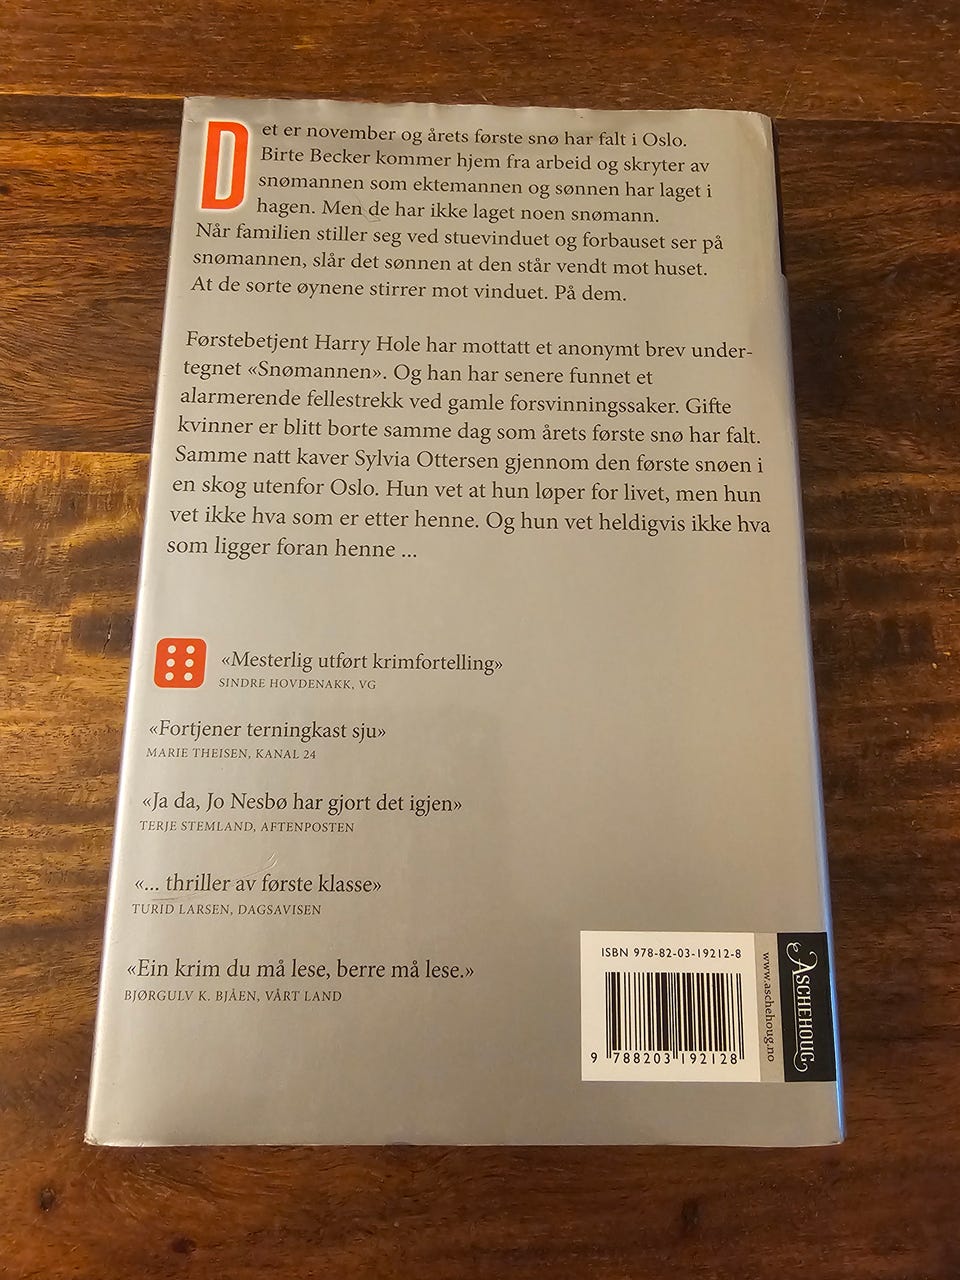 Det er november og årets første snø har falt i Oslo.
Birte Becker kommer hjem fra arbeid og skryter av
snømannen som ektemannen og sønnen har laget i
hagen. Men de har ikke laget noen snømann.
Når familien stiller seg ved stuevinduet og forbauset ser på
snømannen, slår det sønnen at den står vendt mot huset.
At de sorte øynene stirrer mot vinduet. På dem.
Førstebetjent Harry Hole har mottatt et anonymt brev under-
tegnet «Snømannen». Og han har senere funnet et
alarmerende fellestrekk ved gamle forsvinningssaker. Gifte
kvinner er blitt borte samme dag som årets første snø har falt.
Samme natt kaver Sylvia Ottersen gjennom den første snøen i
en skog utenfor Oslo. Hun vet at hun løper for livet, men hun
vet ikke hva som er etter henne. Og hun vet heldigvis ikke hva
som ligger foran henne ...
«Mesterlig utført krimfortelling»
SINDRE HOVDENAKK, VG
«Fortjener terningkast sju»
MARIE THEISEN, KANAL 24
«Ja da, Jo Nesbø har gjort det igjen»
TERJE STEMLAND, AFTENPOSTEN
«... thriller av første klasse»
TURID LARSEN, DAGSAVISEN
«Ein krim du må lese, berre må lese.»
BJØRGULV K. BJÅEN, VÅRT LAND
ISBN 978-82-03-19212-8
9 788203 192128
www.aschehoug.no
ASCHEHOUG